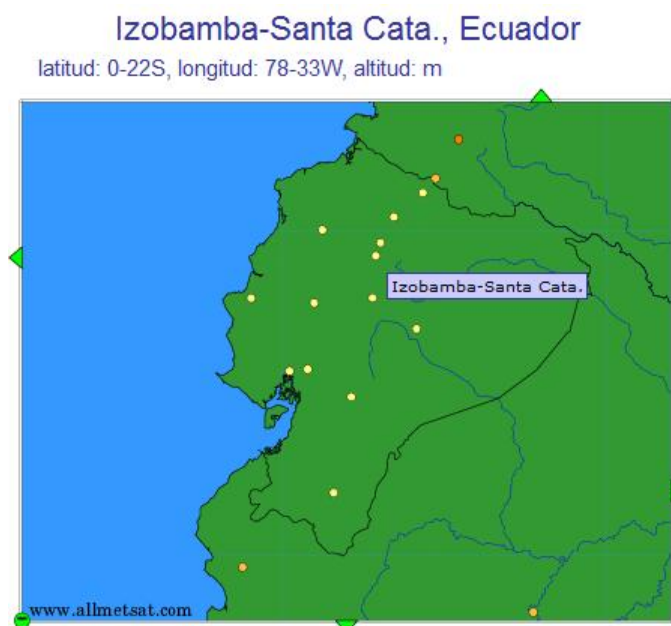 Izobamba-Santa Cata., Ecuador
latitud: 0-22S, longitud: 78-33W, altitud: m
Izobamba-Santa Cata.
www.allmetsat.com